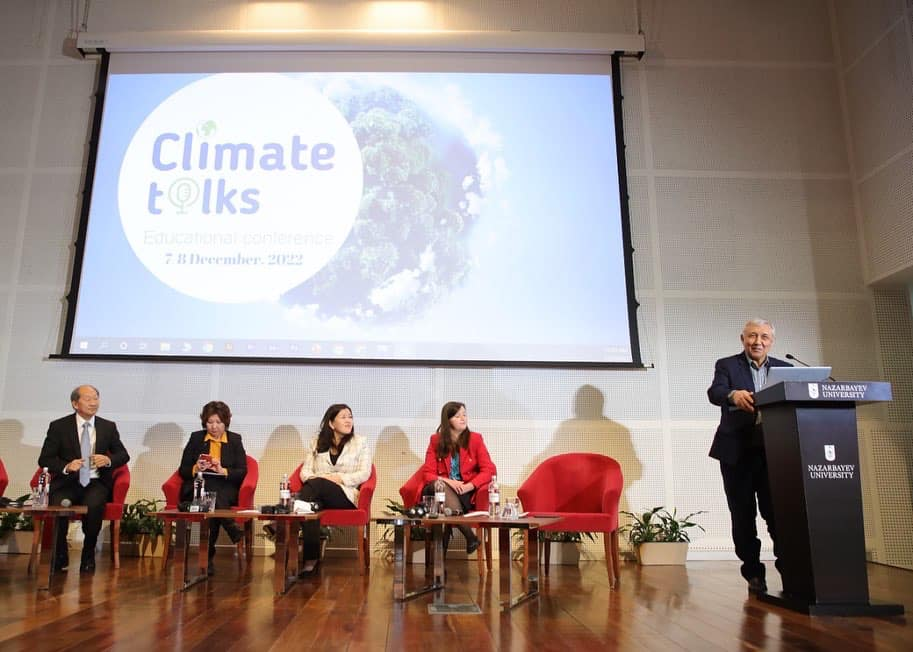 Climate
talks
Educational conference
7/8 December, 2022
NAZARBAYEV
UNIVERSITY
NAZARBAYEV
UNIVERSITY